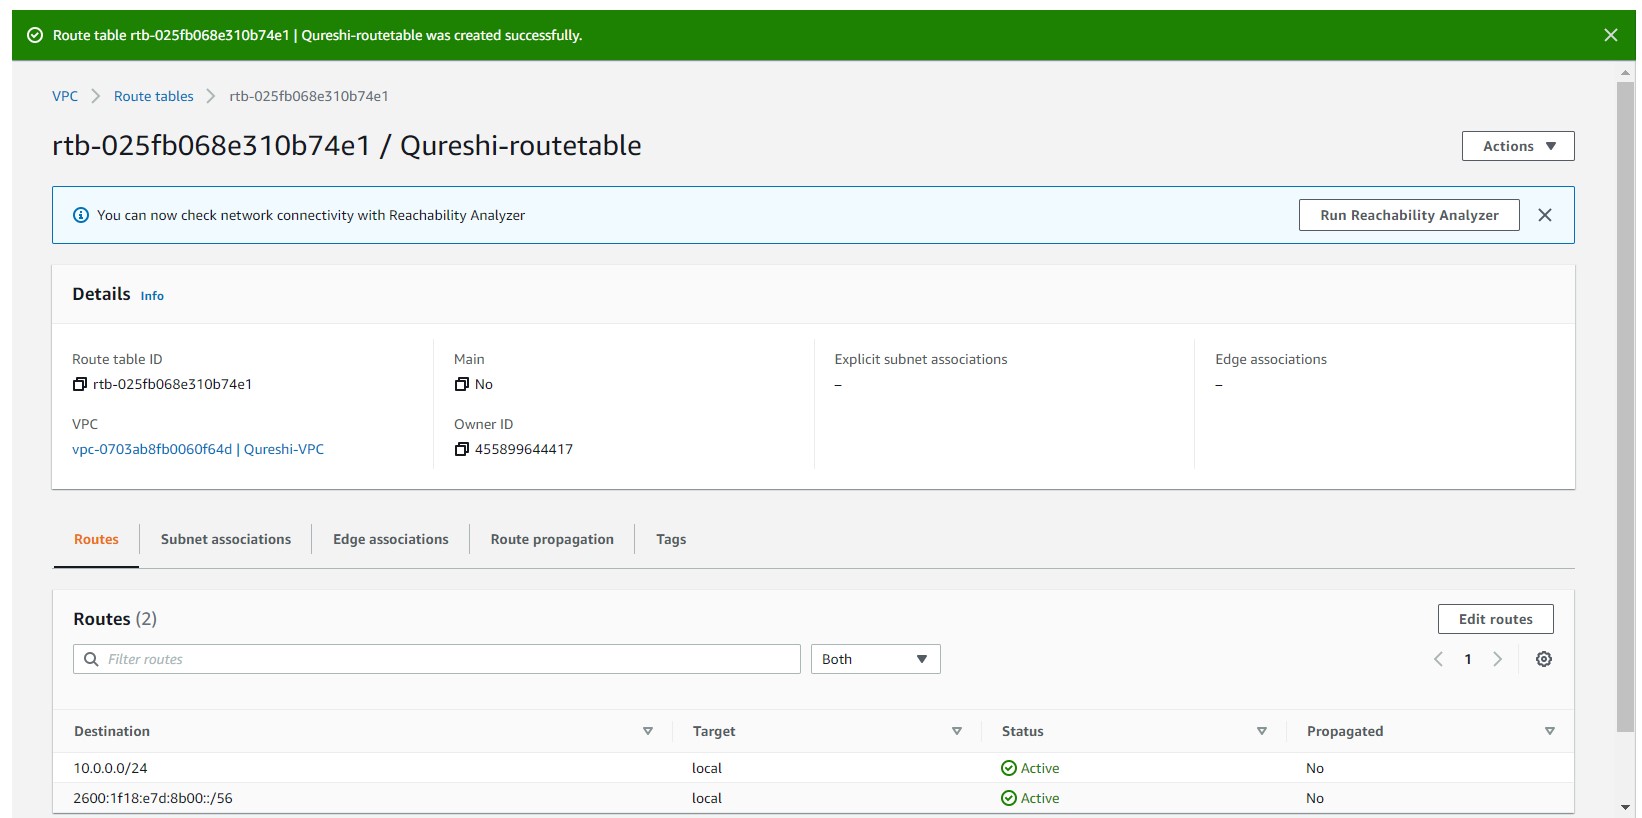 Route table rtb-025fb068e310b74e1 | Qureshi-routetable was created successfully.
VPC Route tables rtb-025fb068e310b74e1
rtb-025fb068e310b74e1 / Qureshi-routetable
Actions
You can now check network connectivity with Reachability Analyzer
Run Reachability Analyzer
Details Info
Route table ID
rtb-025fb068e310b74e1
Main
No
Explicit subnet associations
–
Edge associations
–
VPC
vpc-0703ab8fb0060f64d | Qureshi-VPC
Owner ID
455899644417
Routes Subnet associations Edge associations Route propagation Tags
Routes (2)
Edit routes
Filter routes
Both
1
Destination Target Status Propagated
10.0.0.0/24 local Active No
2600:1f18:e7d:8b00::/56 local Active No